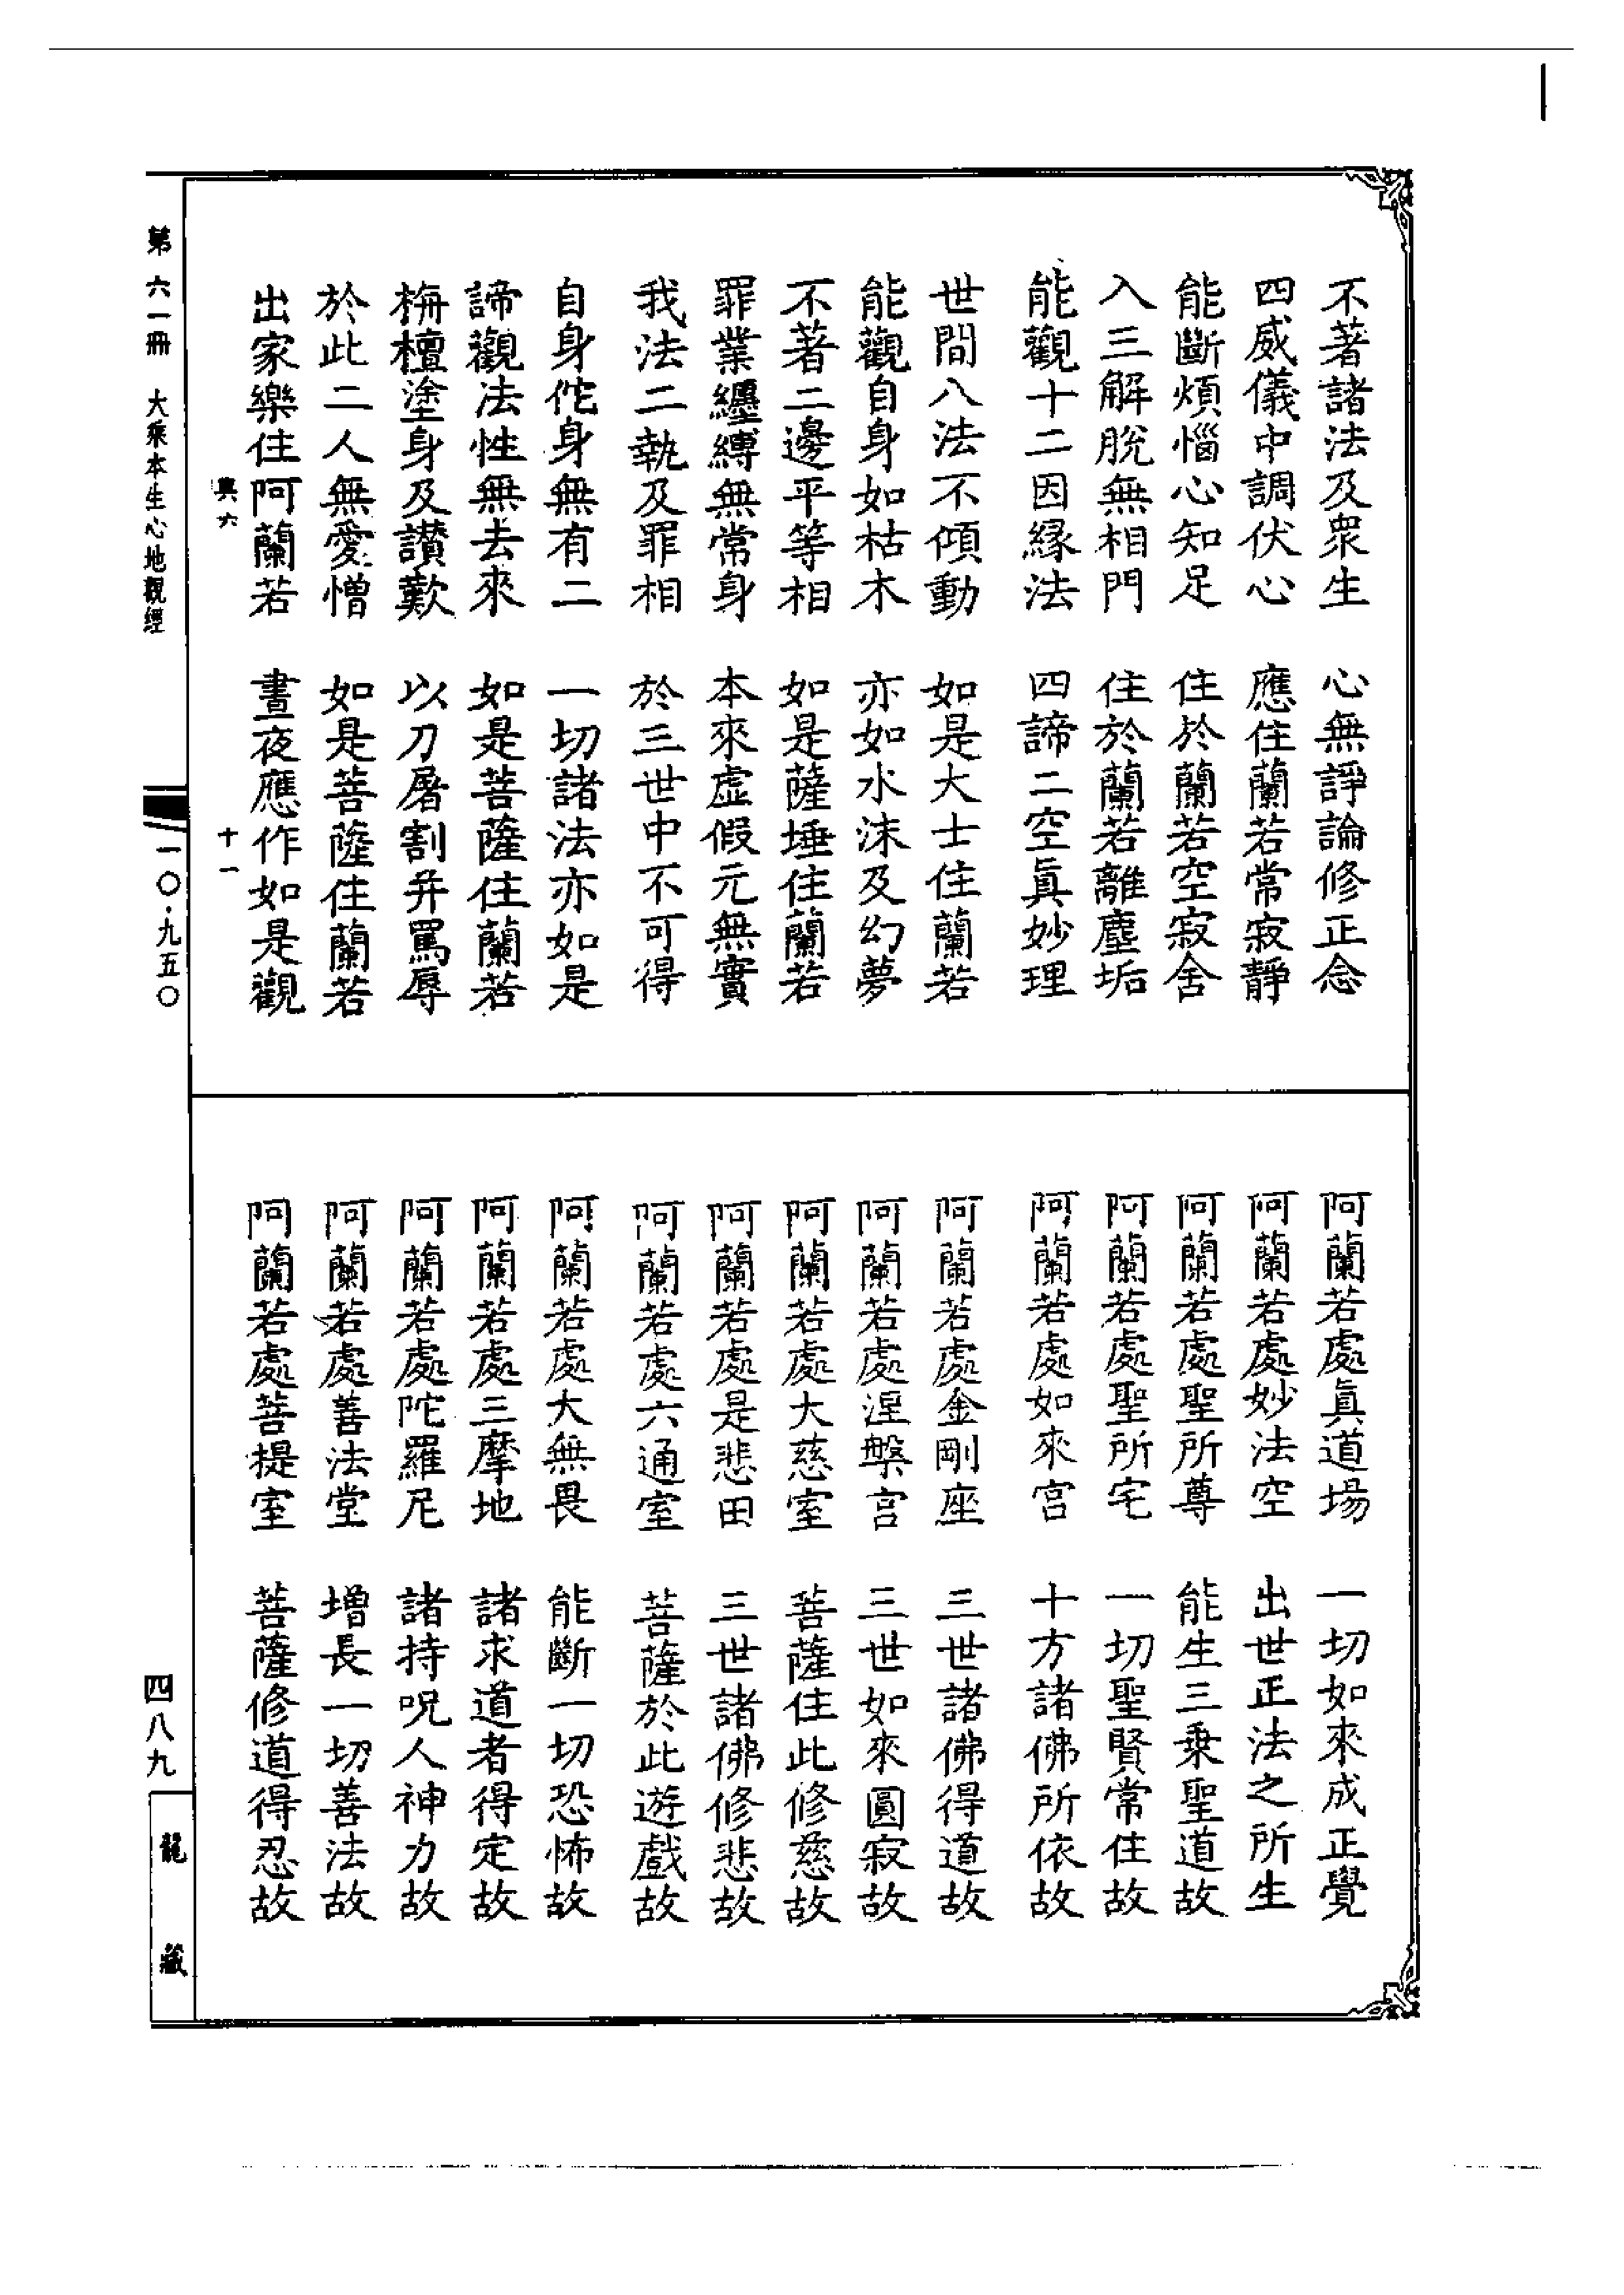 不著諸法及眾生　心無諍論修正念
四威儀中調伏心　應住蘭若常寂靜
能斷煩惱心知足　住於蘭若空寂舍
入三解脫無相門　住於蘭若離塵垢
能觀十二因緣法　四諦二空眞妙理
世間八法不傾動　如是大士住蘭若
能觀自身如枯木　亦如水沫及幻夢
不著二邊平等相　如是薩埵住蘭若
罪業纒縛無常身　本來虛假元無實
我法二執及罪相　於三世中不可得
自身佗身無有二　一切諸法亦如是
諦觀法性無去來　如是菩薩住蘭若
栴檀塗身及讃歎　以刀屠割并罵辱
於此二人無愛憎　如是菩薩住蘭若
出家樂住阿蘭若　晝夜應作如是觀
興六　十一
阿蘭若處眞道場　一切如來成正覺
阿蘭若處妙法空　出世正法之所生
阿蘭若處聖所尊　能生三乗聖道故
阿蘭若處聖所宅　一切聖賢常住故
阿蘭若處如來宮　十方諸佛所依故
阿蘭若處金剛座　三世諸佛得道故
阿蘭若處涅槃宮　三世如來圓寂故
阿蘭若處大慈室　菩薩住此修慈故
阿蘭若處是悲田　三世諸佛修悲故
阿蘭若處六通室　菩薩於此遊戲故
阿蘭若處大無畏　能斷一切恐怖故
阿蘭若處三摩地　諸求道者得定故
阿蘭若處陀羅尼　諸持呪人神力故
阿蘭若處善法堂　增長一切善法故
阿蘭若處菩提室　菩薩修道得忍故
第六一冊　大乘本生心地觀經
一〇·九五〇
四八九
龍藏